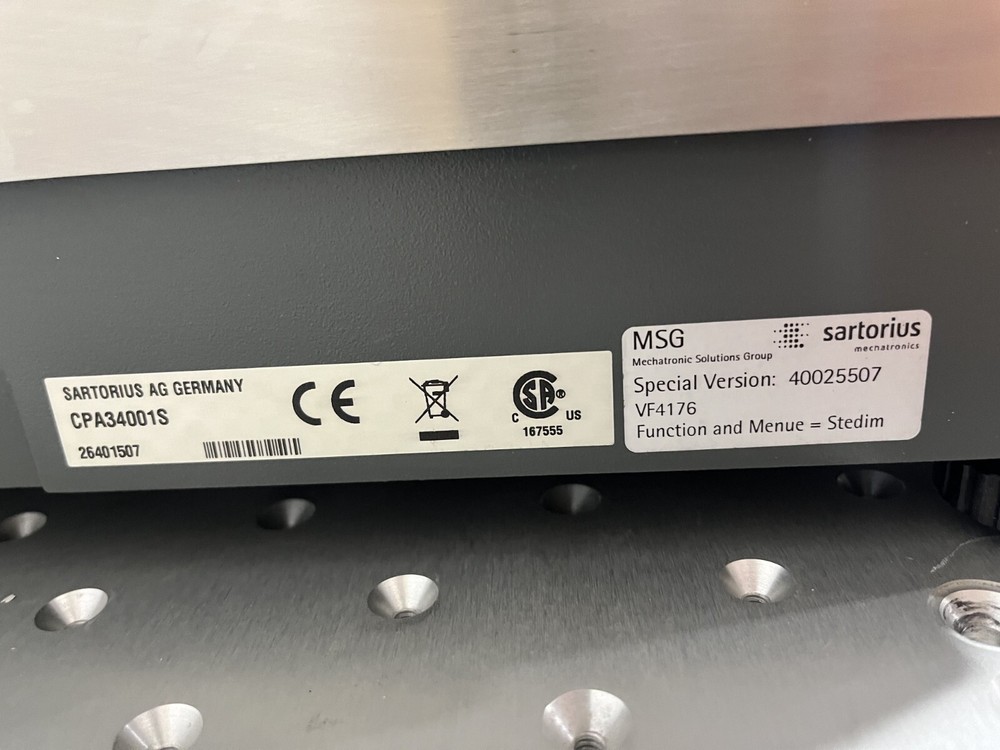 SARTORIUS AG GERMANY
CPA34001S
26401507
CE
CSA®
C US
167555
MSG
sartorius
mechatronics
Mechatronic Solutions Group
Special Version: 40025507
VF4176
Function and Menue = Stedim